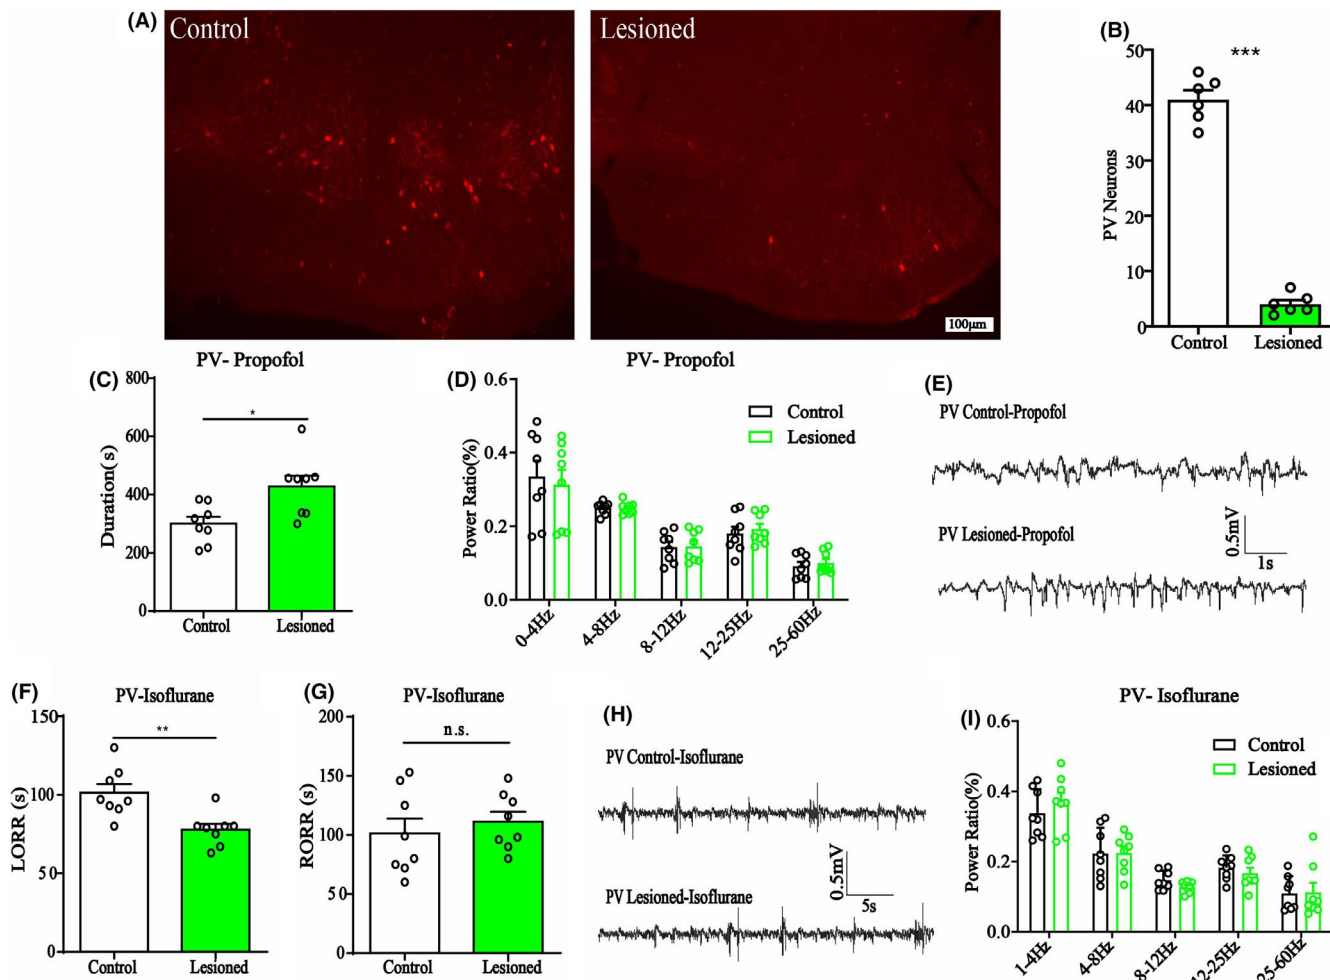 (A) Control Lesioned
100μm
(B)
***
50
40
30
20
10
0
PV Neurons
Control Lesioned
(C) PV- Propofol
800
600
400
200
0
Duration(s)
*
Control Lesioned
(D) PV- Propofol
0.6
0.4
0.2
0.0
Power Ratio(%)
Control
Lesioned
0-4Hz 4-8Hz 8-12Hz 12-25Hz 25-60Hz
(E)
PV Control-Propofol
PV Lesioned-Propofol
0.5mV
1s
(F) PV-Isoflurane
150
100
50
0
LORR (s)
**
Control Lesioned
(G) PV-Isoflurane
200
150
100
50
0
RORR (s)
n.s.
Control Lesioned
(H)
PV Control-Isoflurane
0.5mV
5s
PV Lesioned-Isoflurane
(I) PV- Isoflurane
0.6
0.4
0.2
0.0
Power Ratio(%)
Control
Lesioned
1-4Hz 4-8Hz 8-12Hz 12-25Hz 25-60Hz